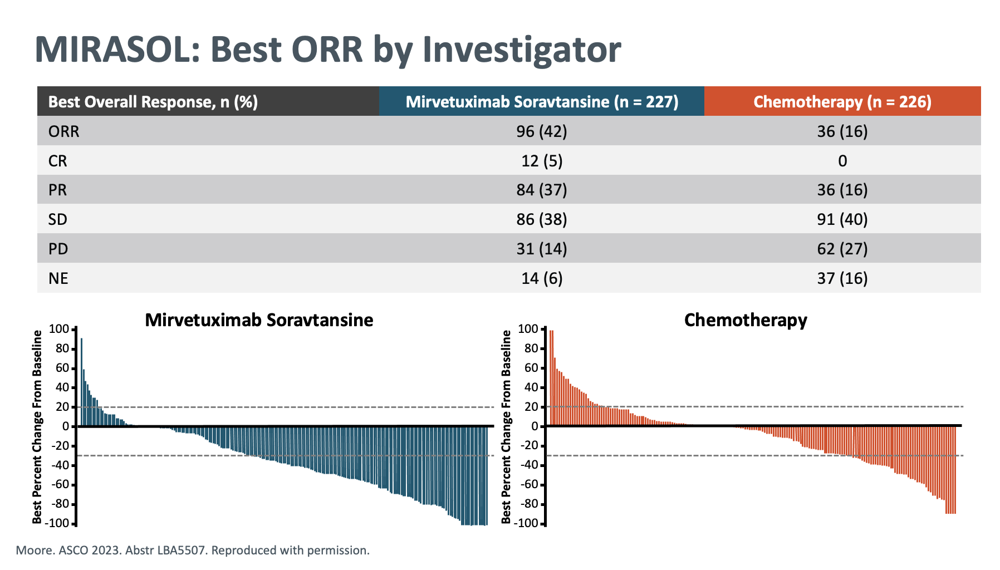 MIRASOL: Best ORR by Investigator
Best Overall Response, n (%) Mirvetuximab Soravtansine (n = 227) Chemotherapy (n = 226)
ORR 96 (42) 36 (16)
CR 12 (5) 0
PR 84 (37) 36 (16)
SD 86 (38) 91 (40)
PD 31 (14) 62 (27)
NE 14 (6) 37 (16)
Mirvetuximab Soravtansine
Best Percent Change From Baseline
100
80
60
40
20
0
-20
-40
-60
-80
-100
Chemotherapy
Best Percent Change From Baseline
100
80
60
40
20
0
-20
-40
-60
-80
-100
Moore. ASCO 2023. Abstr LBA5507. Reproduced with permission.